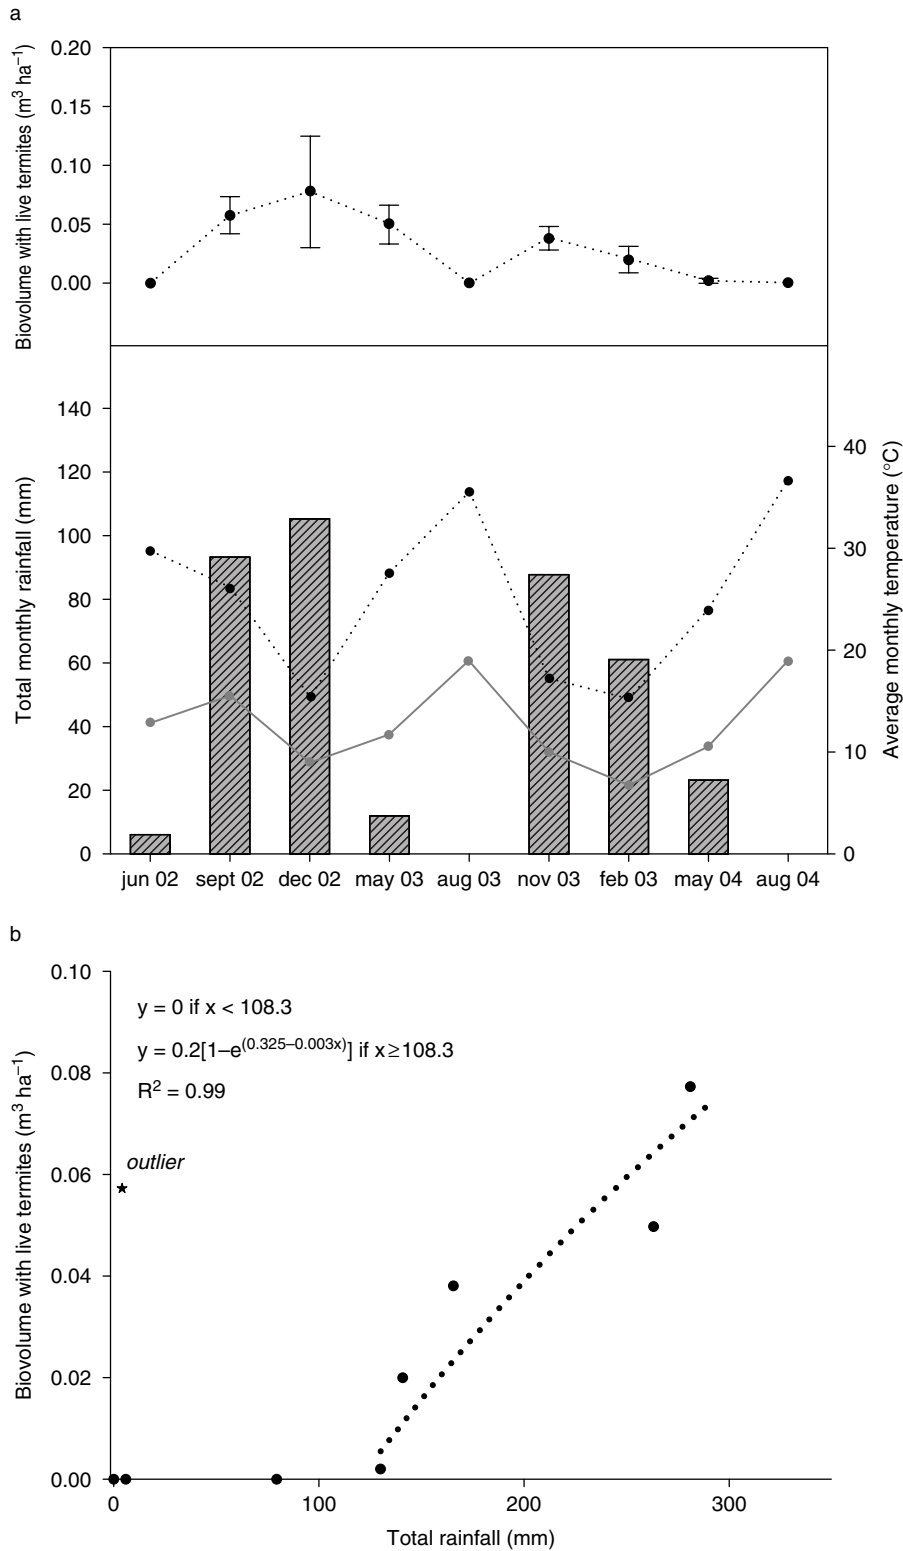 a
Biovolume with live termites (m³ ha⁻¹)
0.20
0.15
0.10
0.05
0.00
Total monthly rainfall (mm)
140
120
100
80
60
40
20
0
Average monthly temperature (°C)
40
30
20
10
0
jun 02 sept 02 dec 02 may 03 aug 03 nov 03 feb 03 may 04 aug 04
b
Biovolume with live termites (m³ ha⁻¹)
0.10
0.08
0.06
0.04
0.02
0.00
y = 0 if x < 108.3
y = 0.2[1–e^(0.325–0.003x)] if x≥108.3
R² = 0.99
outlier
0 100 200 300
Total rainfall (mm)